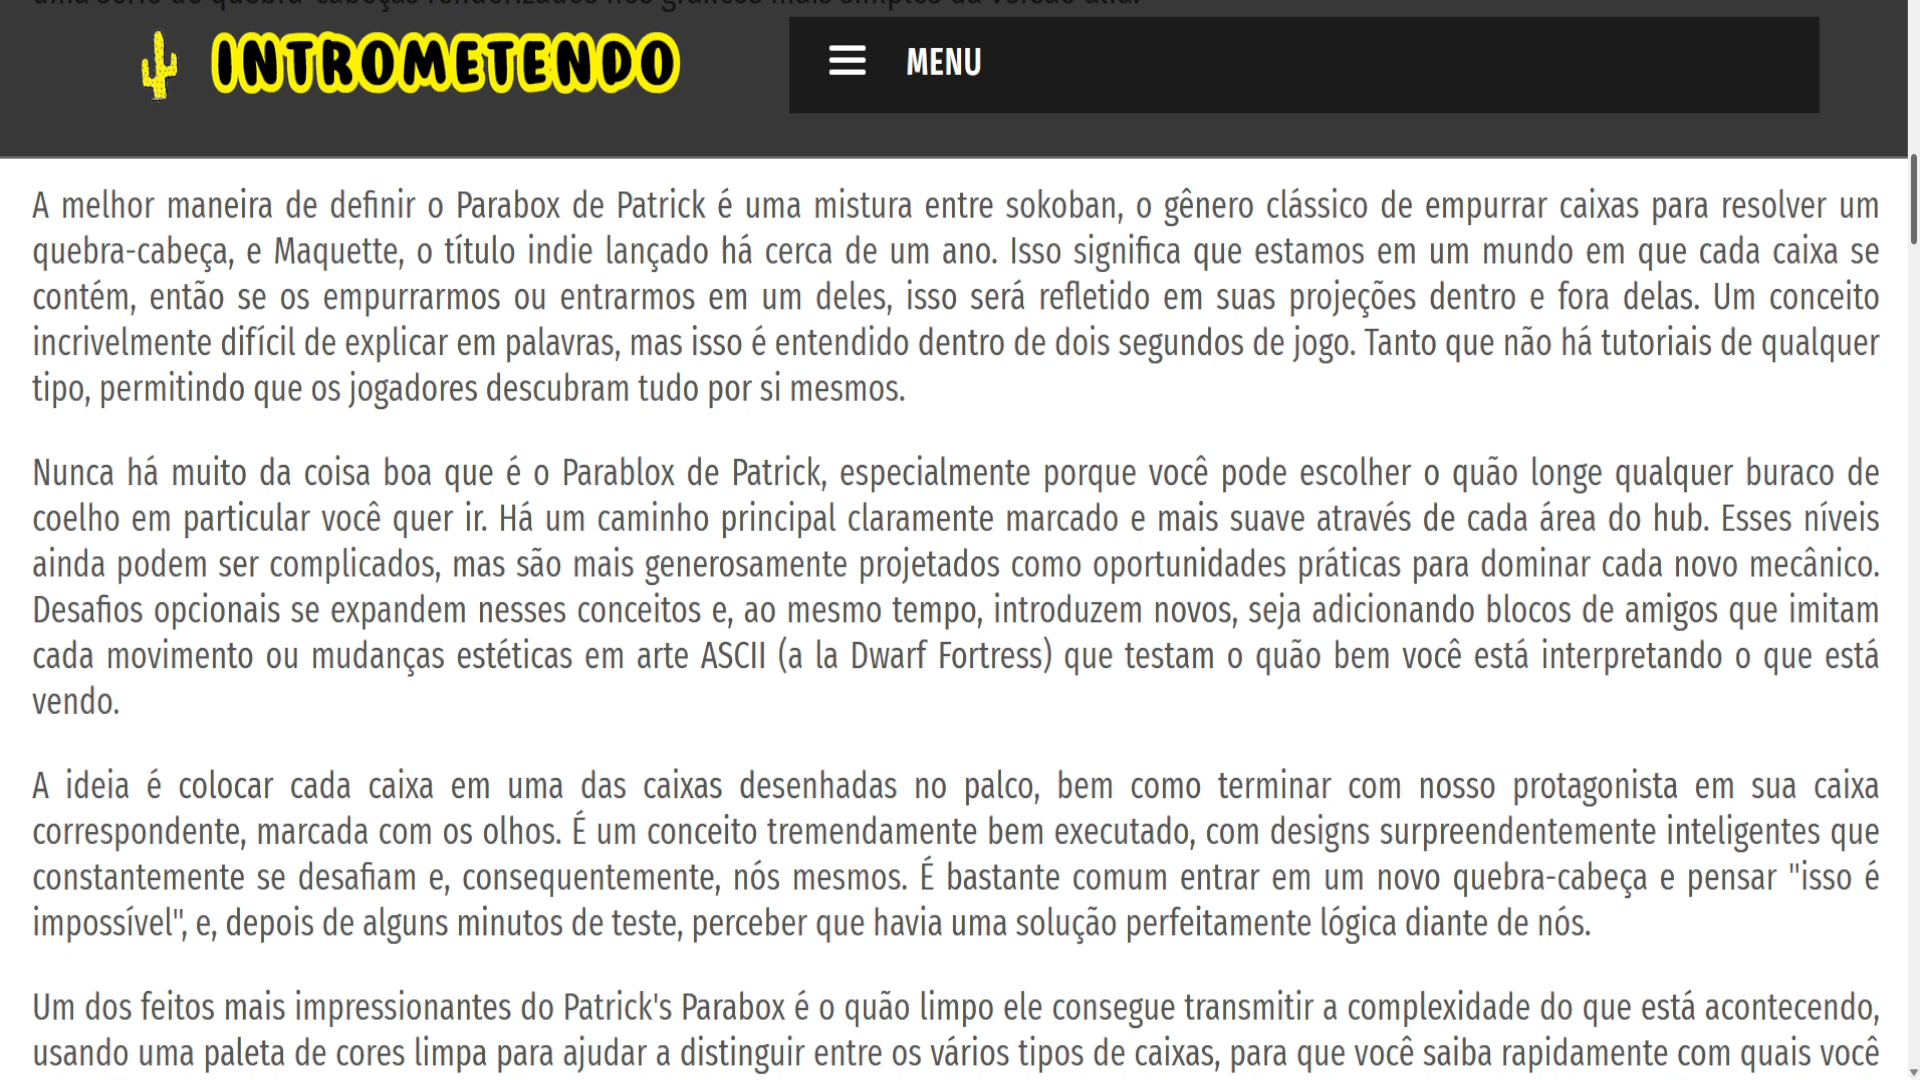 uma série de quebra-cabeças renderizados nos gráficos mais simples da versão alfa.
INTROMETENDO
MENU
A melhor maneira de definir o Parabox de Patrick é uma mistura entre sokoban, o gênero clássico de empurrar caixas para resolver um
quebra-cabeça, e Maquette, o título indie lançado há cerca de um ano. Isso significa que estamos em um mundo em que cada caixa se
contém, então se os empurrarmos ou entrarmos em um deles, isso será refletido em suas projeções dentro e fora delas. Um conceito
incrivelmente difícil de explicar em palavras, mas isso é entendido dentro de dois segundos de jogo. Tanto que não há tutoriais de qualquer
tipo, permitindo que os jogadores descubram tudo por si mesmos.
Nunca há muito da coisa boa que é o Parablox de Patrick, especialmente porque você pode escolher o quão longe qualquer buraco de
coelho em particular você quer ir. Há um caminho principal claramente marcado e mais suave através de cada área do hub. Esses níveis
ainda podem ser complicados, mas são mais generosamente projetados como oportunidades práticas para dominar cada novo mecânico.
Desafios opcionais se expandem nesses conceitos e, ao mesmo tempo, introduzem novos, seja adicionando blocos de amigos que imitam
cada movimento ou mudanças estéticas em arte ASCII (a la Dwarf Fortress) que testam o quão bem você está interpretando o que está
vendo.
A ideia é colocar cada caixa em uma das caixas desenhadas no palco, bem como terminar com nosso protagonista em sua caixa
correspondente, marcada com os olhos. É um conceito tremendamente bem executado, com designs surpreendentemente inteligentes que
constantemente se desafiam e, consequentemente, nós mesmos. É bastante comum entrar em um novo quebra-cabeça e pensar "isso é
impossível", e, depois de alguns minutos de teste, perceber que havia uma solução perfeitamente lógica diante de nós.
Um dos feitos mais impressionantes do Patrick's Parabox é o quão limpo ele consegue transmitir a complexidade do que está acontecendo,
usando uma paleta de cores limpa para ajudar a distinguir entre os vários tipos de caixas, para que você saiba rapidamente com quais você